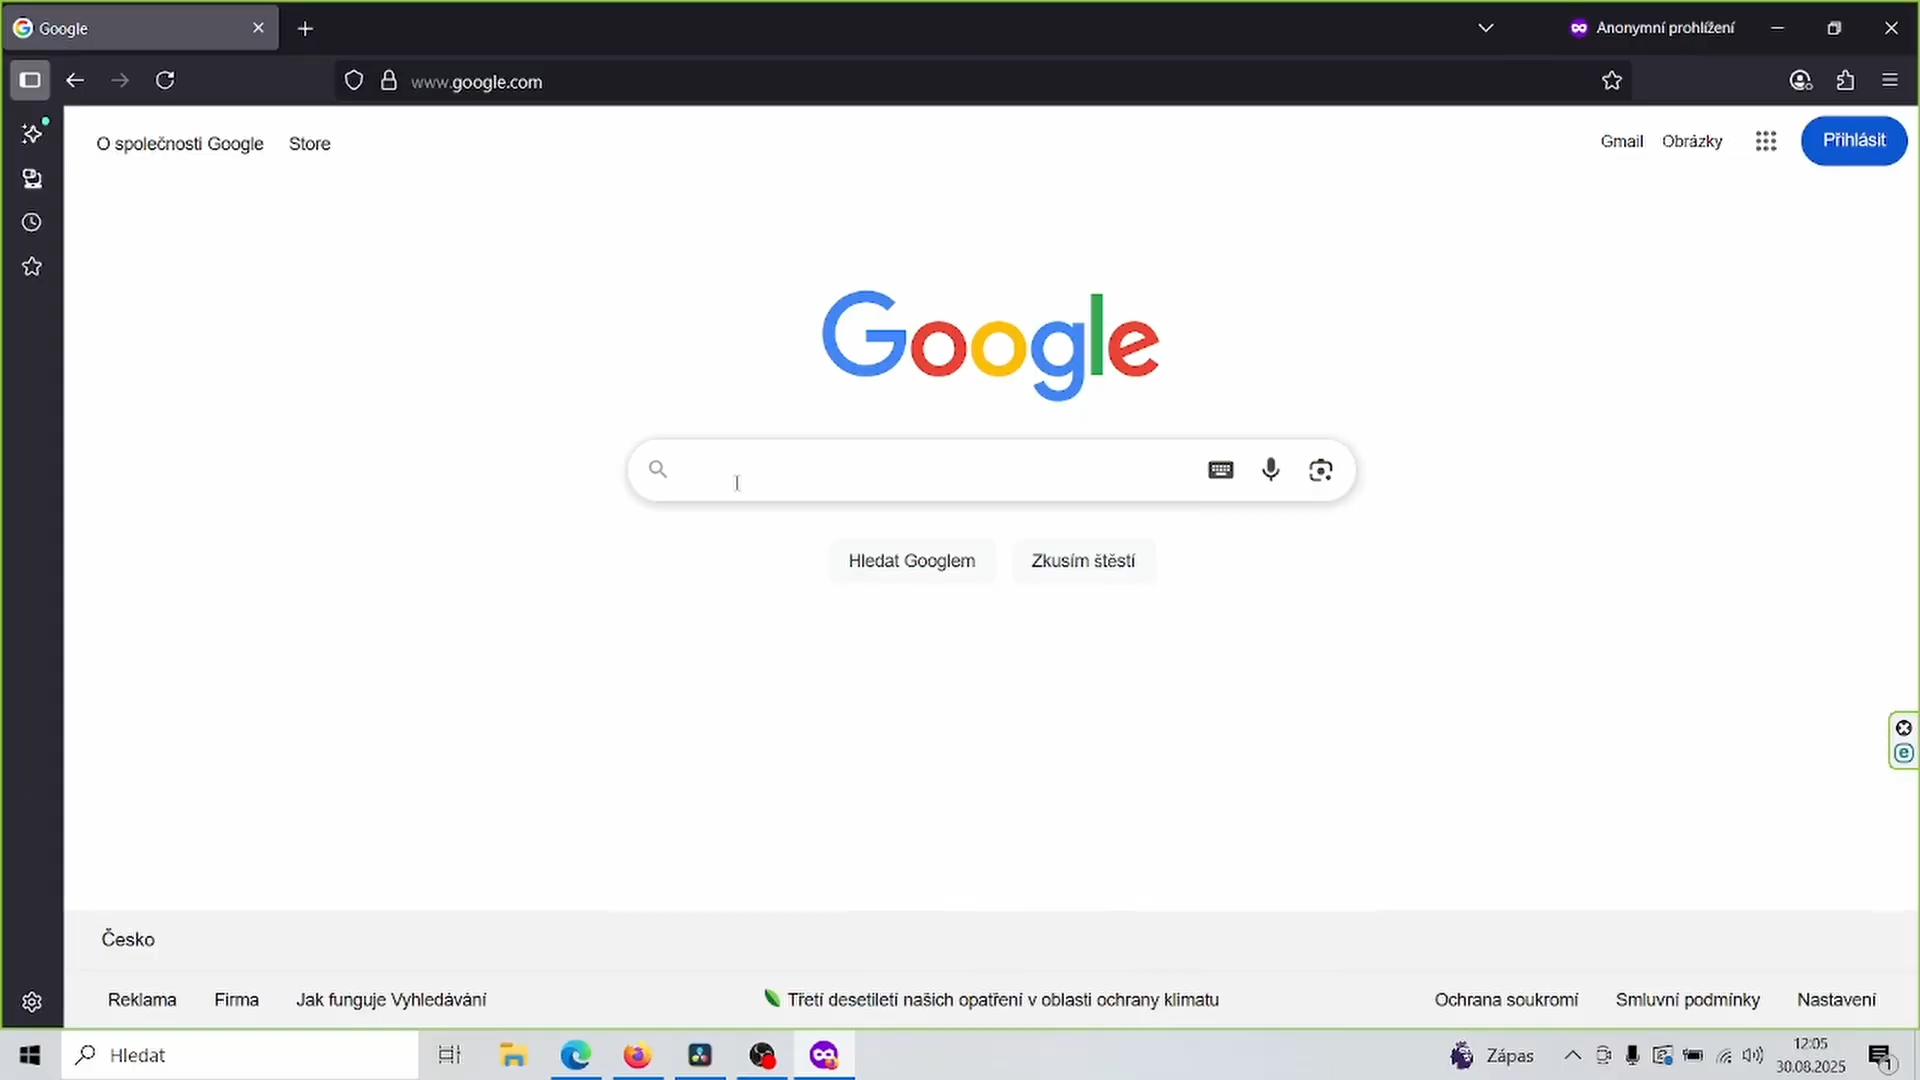 Google
Anonymní prohlížení
www.google.com
O společnosti Google
Store
Gmail
Obrázky
Přihlásit
Google
Hledat Googlem
Zkusím štěstí
Česko
Reklama
Firma
Jak funguje Vyhledávání
Třetí desetiletí našich opatření v oblasti ochrany klimatu
Ochrana soukromí
Smluvní podmínky
Nastavení
Hledat
Zápas
12:05
30.08.2025
1